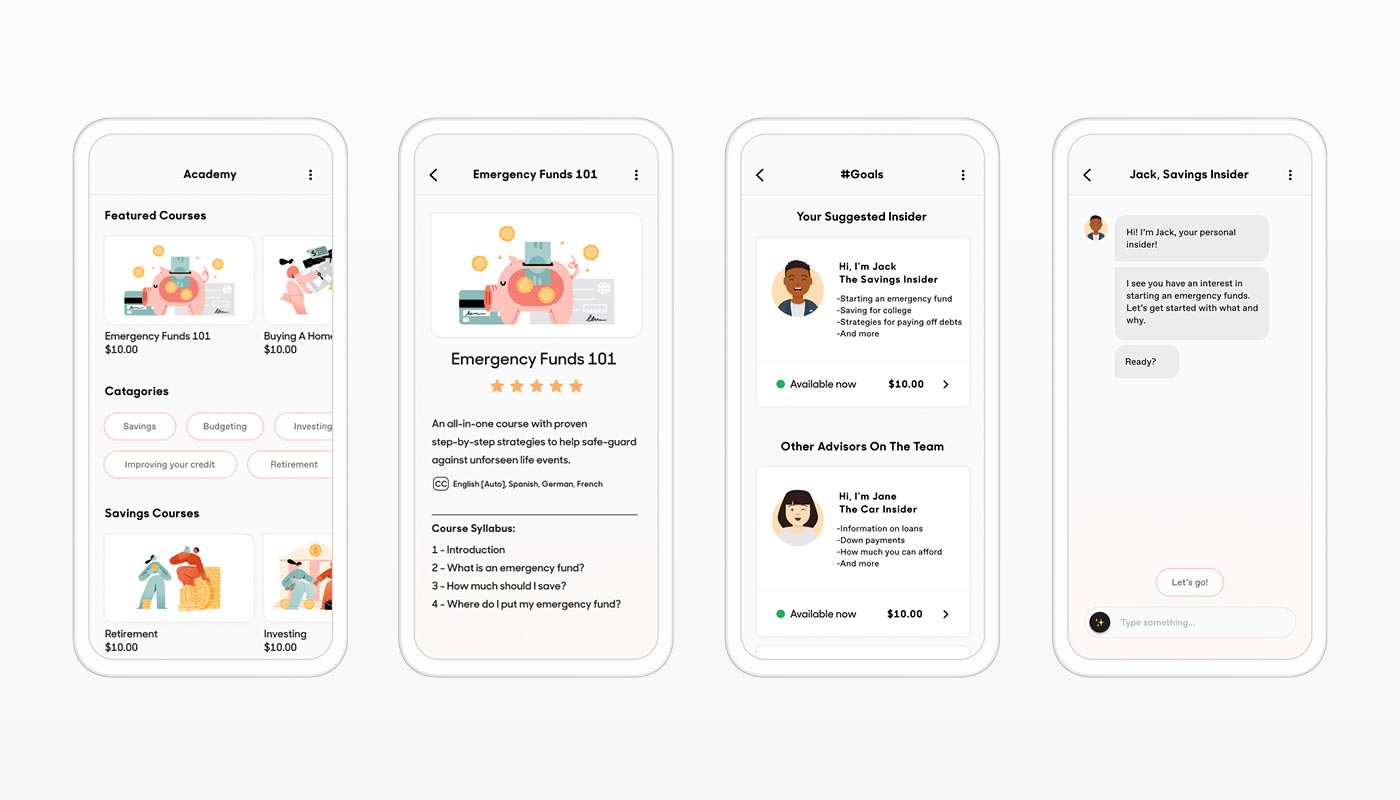 Academy
Featured Courses
Emergency Funds 101
$10.00
Buying A Hom
$10.00
Catagories
Savings
Budgeting
Investing
Improving your credit
Retirement
Savings Courses
Retirement
$10.00
Investing
$10.00
Emergency Funds 101
Emergency Funds 101
An all-in-one course with proven
step-by-step strategies to help safe-guard
against unforseen life events.
CC English [Auto], Spanish, German, French
Course Syllabus:
1 - Introduction
2 - What is an emergency fund?
3 - How much should I save?
4 - Where do I put my emergency fund?
#Goals
Your Suggested Insider
Hi, I'm Jack
The Savings Insider
-Starting an emergency fund
-Saving for college
-Strategies for paying off debts
-And more
Available now $10.00
Other Advisors On The Team
Hi, I'm Jane
The Car Insider
-Information on loans
-Down payments
-How much you can afford
-And more
Available now $10.00
Jack, Savings Insider
Hi! I'm Jack, your personal
insider!
I see you have an interest in
starting an emergency funds.
Let's get started with what and
why.
Ready?
Let's go!
Type something...